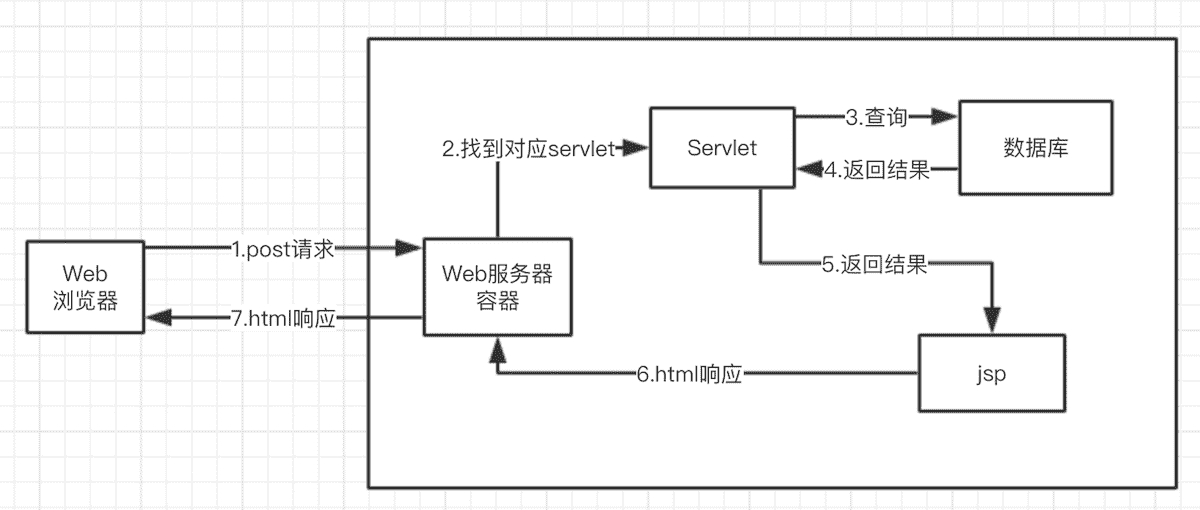 2.找到对应servlet
Servlet
3.查询
4.返回结果
数据库
1.post请求
Web
浏览器
Web服务器
容器
5.返回结果
7.html响应
6.html响应
jsp